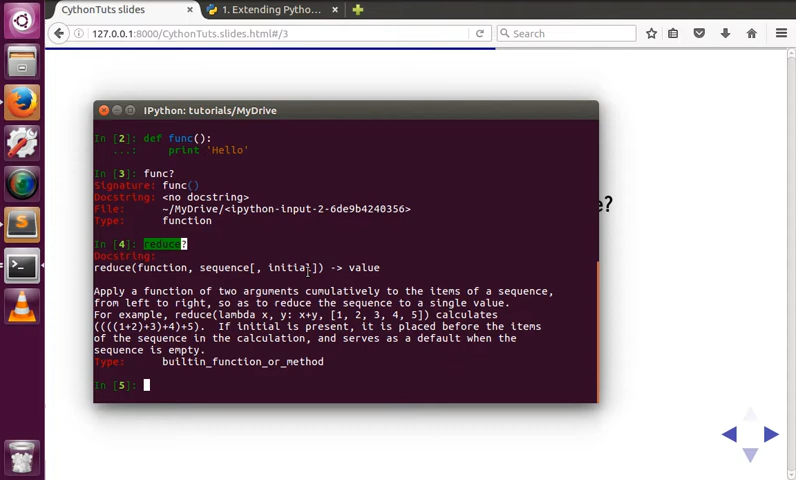 CythonTuts slides
1. Extending Pytho...
127.0.0.1:8000/CythonTuts.slides.html#/3
Search
e?
IPython: tutorials/MyDrive
In [2]: def func():
...: print 'Hello'
In [3]: func?
Signature: func()
Docstring: <no docstring>
File: ~/MyDrive/<ipython-input-2-6de9b4240356>
Type: function
In [4]: reduce?
Docstring:
reduce(function, sequence[, initial]) -> value
Apply a function of two arguments cumulatively to the items of a sequence,
from left to right, so as to reduce the sequence to a single value.
For example, reduce(lambda x, y: x+y, [1, 2, 3, 4, 5]) calculates
((((1+2)+3)+4)+5). If initial is present, it is placed before the items
of the sequence in the calculation, and serves as a default when the
sequence is empty.
Type: builtin_function_or_method
In [5]: